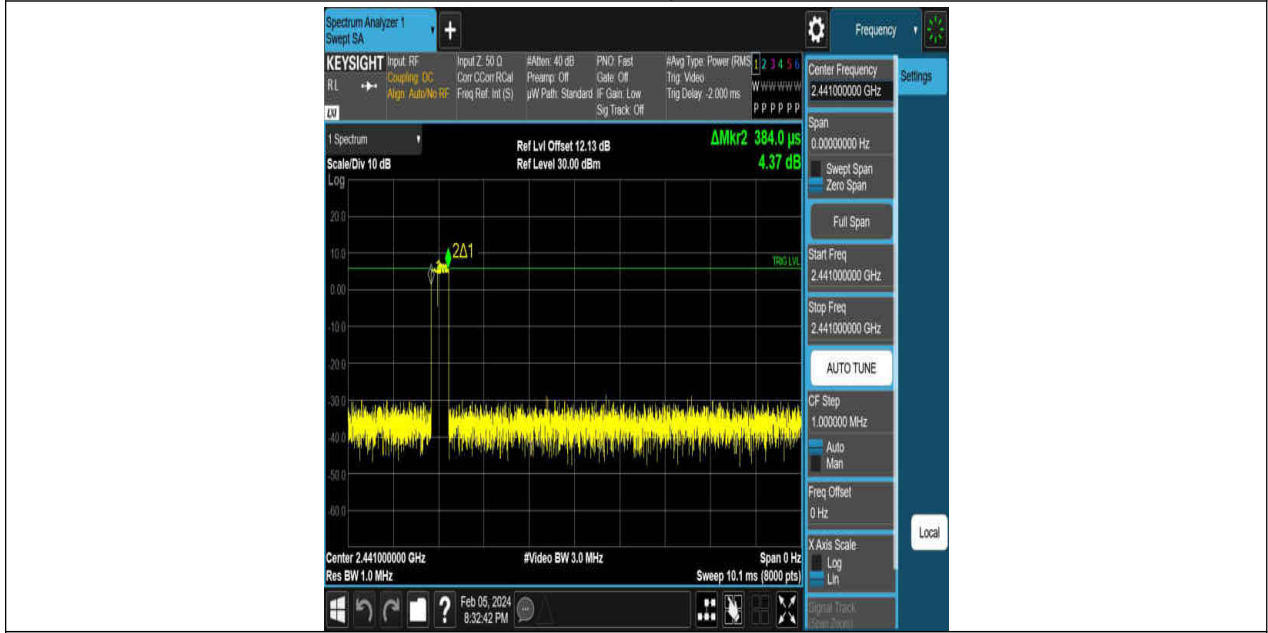 Spectrum Analyzer 1
Swept SA
+
Frequency
KEYSIGHT
RL
LXI
Input: RF
Coupling: DC
Align: Auto/No RF
Input Z: 50 Ω
Corr CCorr RCal
Freq Ref: Int (S)
#Atten: 40 dB
Preamp: Off
µW Path: Standard
PNO: Fast
Gate: Off
IF Gain: Low
Sig Track: Off
#Avg Type: Power (RMS
Trig: Video
Trig Delay: -2.000 ms
1 2 3 4 5 6
W W W W W W
P P P P P P
1 Spectrum
Scale/Div 10 dB
Log
Ref Lvl Offset 12.13 dB
Ref Level 30.00 dBm
ΔMkr2 384.0 µs
4.37 dB
20.0
10.0
0.00
-10.0
-20.0
-30.0
-40.0
-50.0
-60.0
2Δ1
TRIG LVL
Center 2.441000000 GHz
Res BW 1.0 MHz
#Video BW 3.0 MHz
Span 0 Hz
Sweep 10.1 ms (8000 pts)
Center Frequency
2.441000000 GHz
Settings
Span
0.00000000 Hz
Swept Span
Zero Span
Full Span
Start Freq
2.441000000 GHz
Stop Freq
2.441000000 GHz
AUTO TUNE
CF Step
1.000000 MHz
Auto
Man
Freq Offset
0 Hz
X Axis Scale
Log
Lin
Signal Track
(Span Zoom)
Local
?
Feb 05, 2024
8:32:42 PM